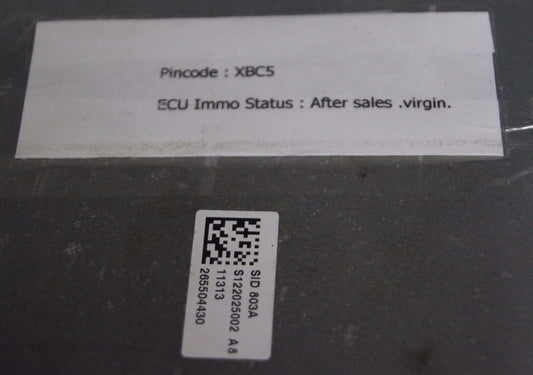 Pincode : XBC5
ECU Immo Status : After sales .virgin.
SID 803A
S122025002 A8
11313
265504430